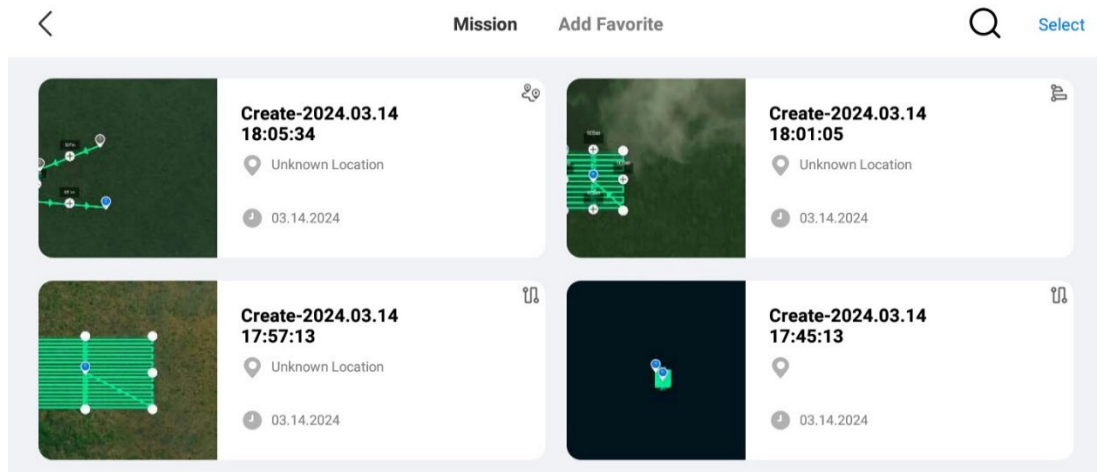 Mission Add Favorite Select
Create-2024.03.14
18:05:34
Unknown Location
03.14.2024
Create-2024.03.14
18:01:05
Unknown Location
03.14.2024
Create-2024.03.14
17:57:13
Unknown Location
03.14.2024
Create-2024.03.14
17:45:13
03.14.2024